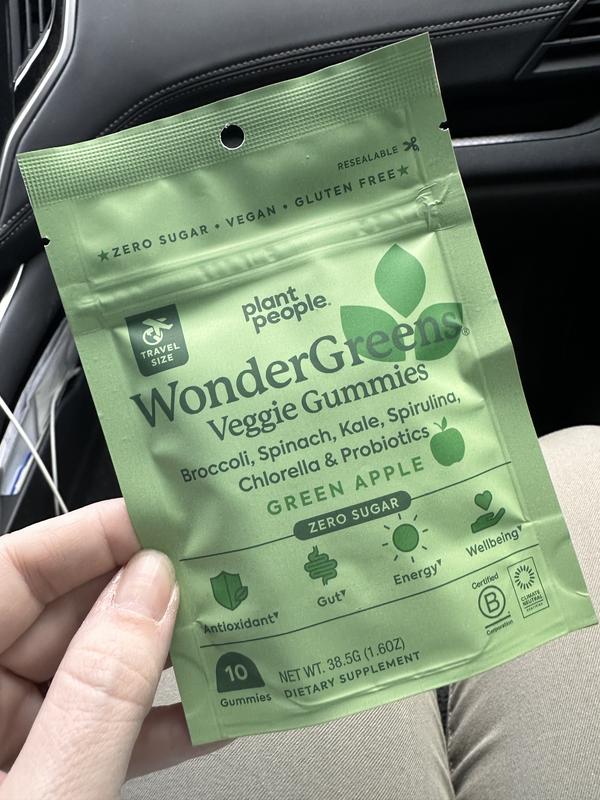 RESEALABLE
★ZERO SUGAR • VEGAN • GLUTEN FREE★
TRAVEL
SIZE
plant
people.
WonderGreens®
Veggie Gummies
Broccoli, Spinach, Kale, Spirulina,
Chlorella & Probiotics
GREEN APPLE
ZERO SUGAR
Antioxidant▼
Gut▼
Energy▼
Wellbeing▼
Certified
B
Corporation
CLIMATE
NEUTRAL
CERTIFIED
10
Gummies
NET WT. 38.5G (1.6OZ)
DIETARY SUPPLEMENT